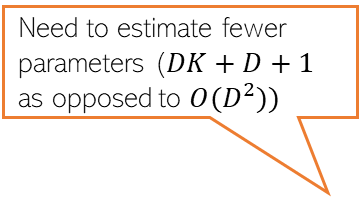 Need to estimate fewer
parameters (DK + D + 1
as opposed to O(D²))